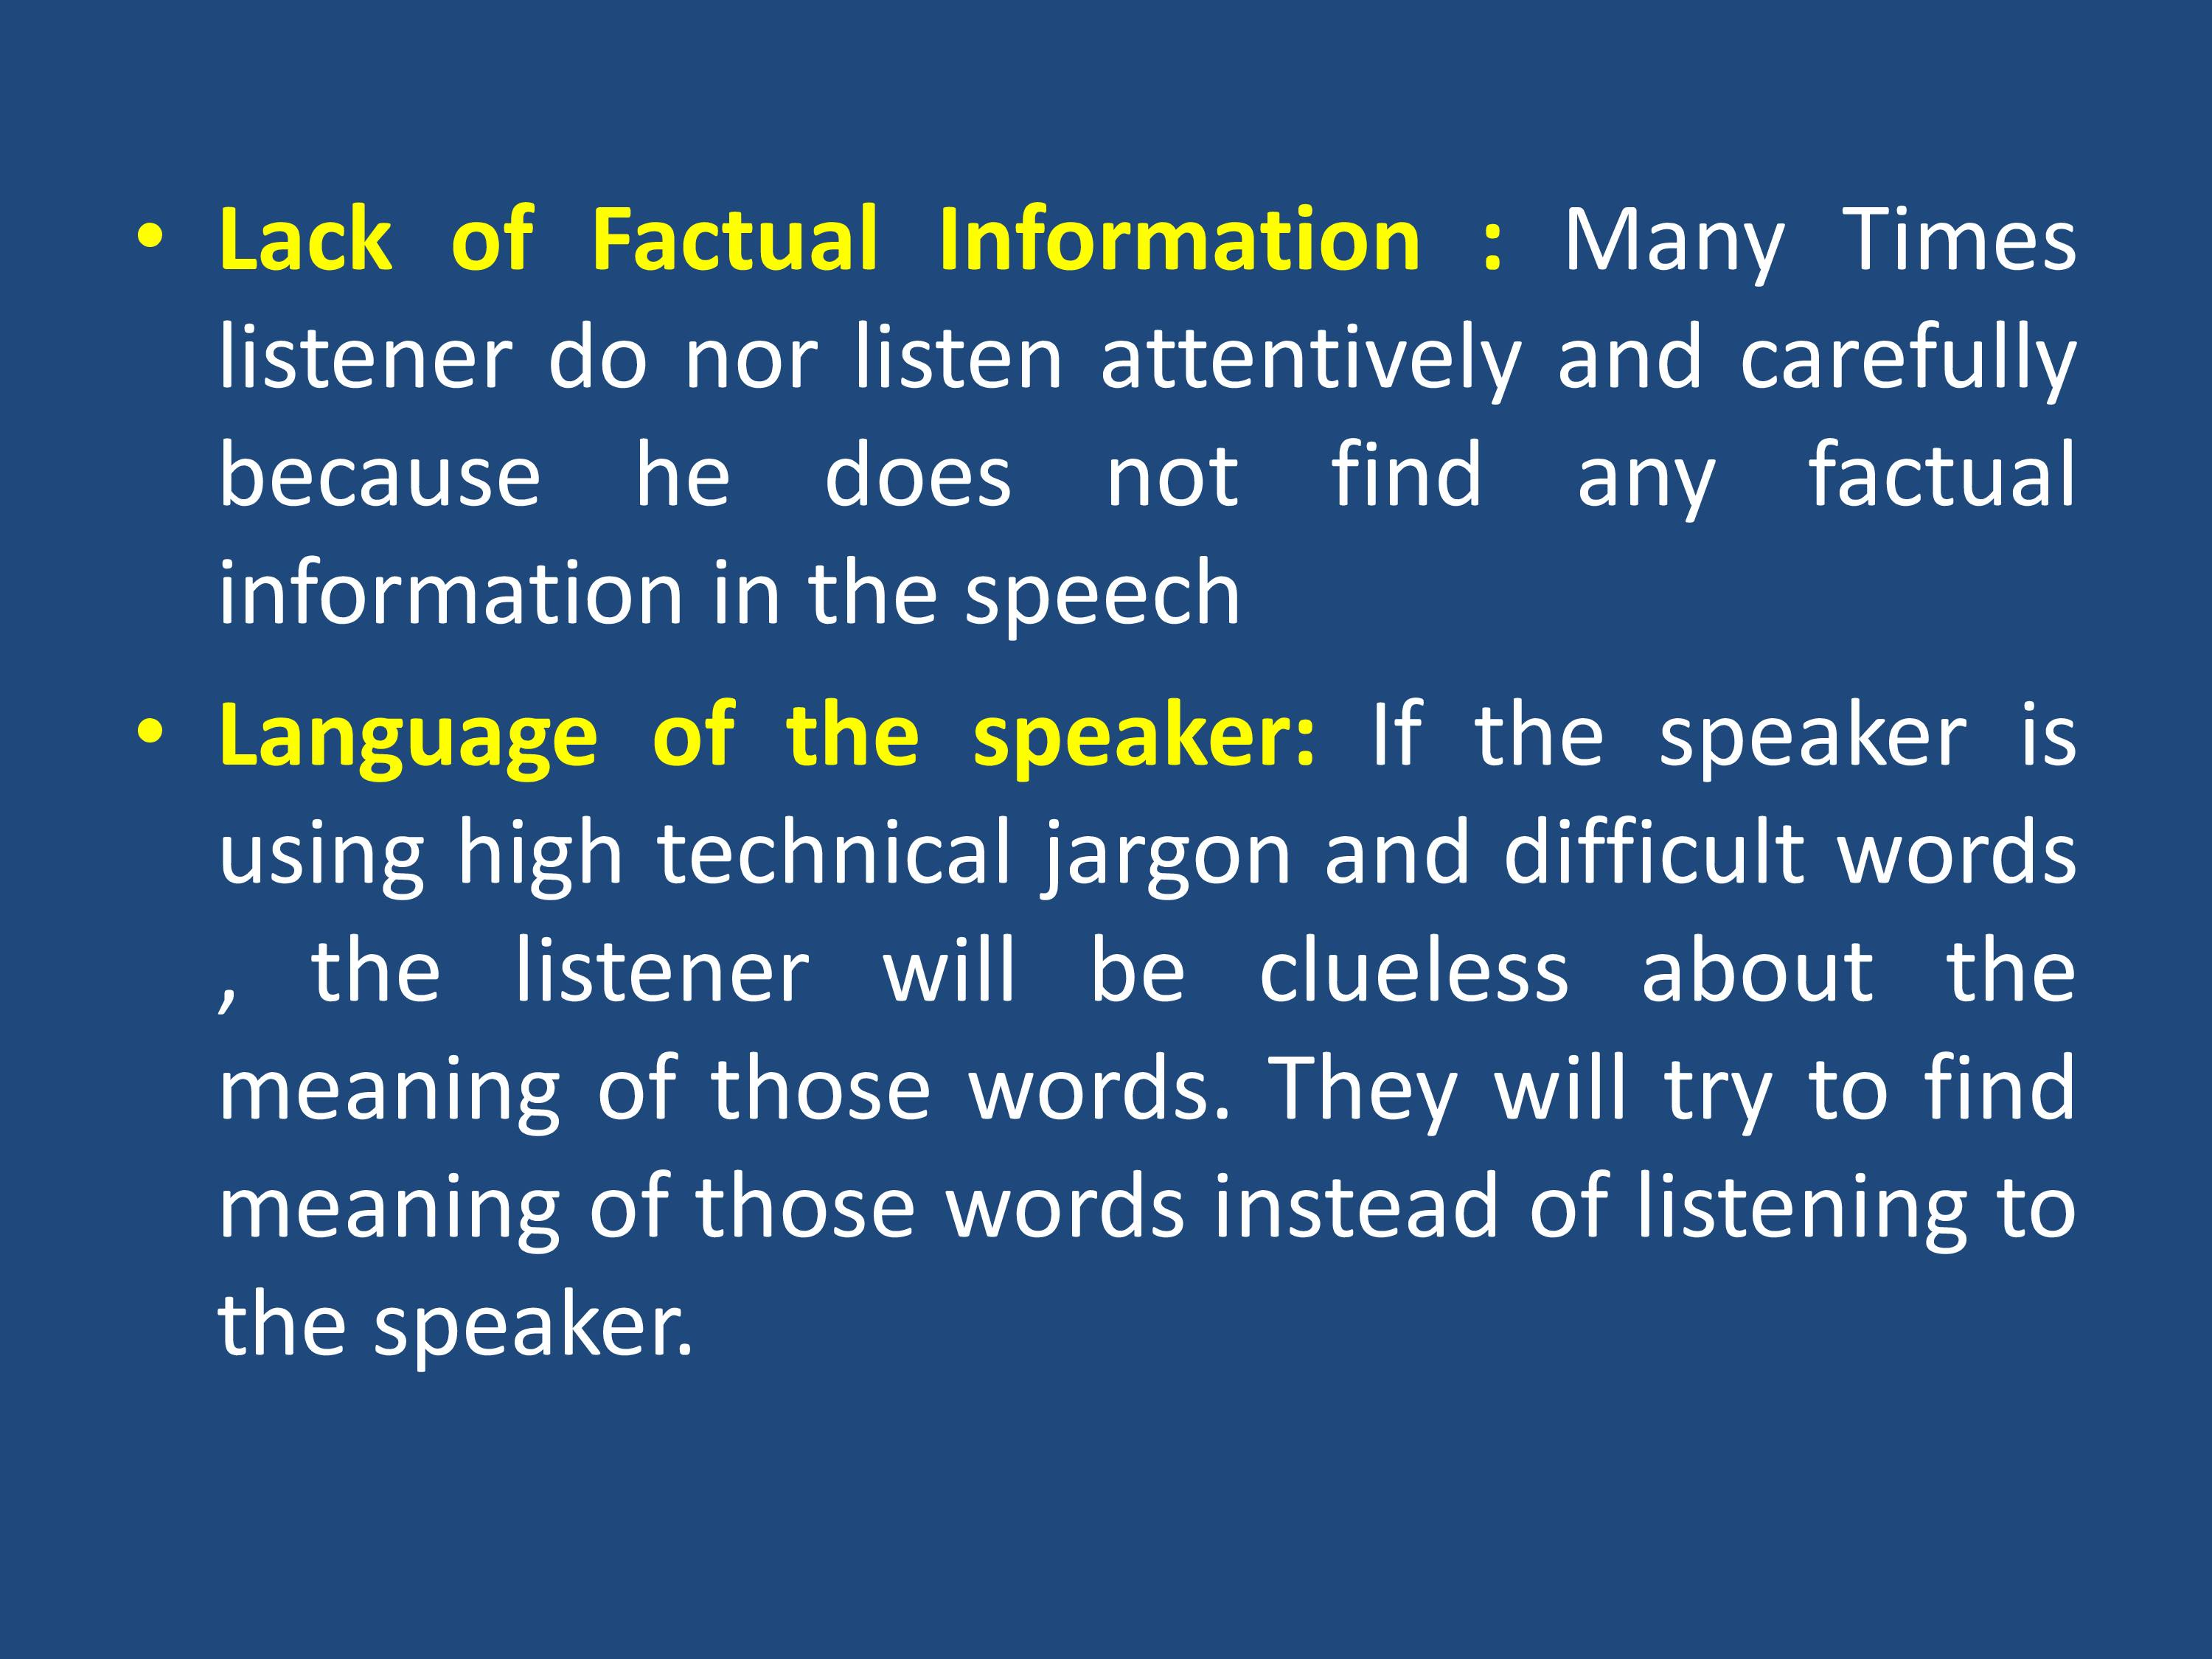 • Lack of Factual Information : Many Times
listener do nor listen attentively and carefully
because he does not find any factual
information in the speech
• Language of the speaker: If the speaker is
using high technical jargon and difficult words
, the listener will be clueless about the
meaning of those words. They will try to find
meaning of those words instead of listening to
the speaker.